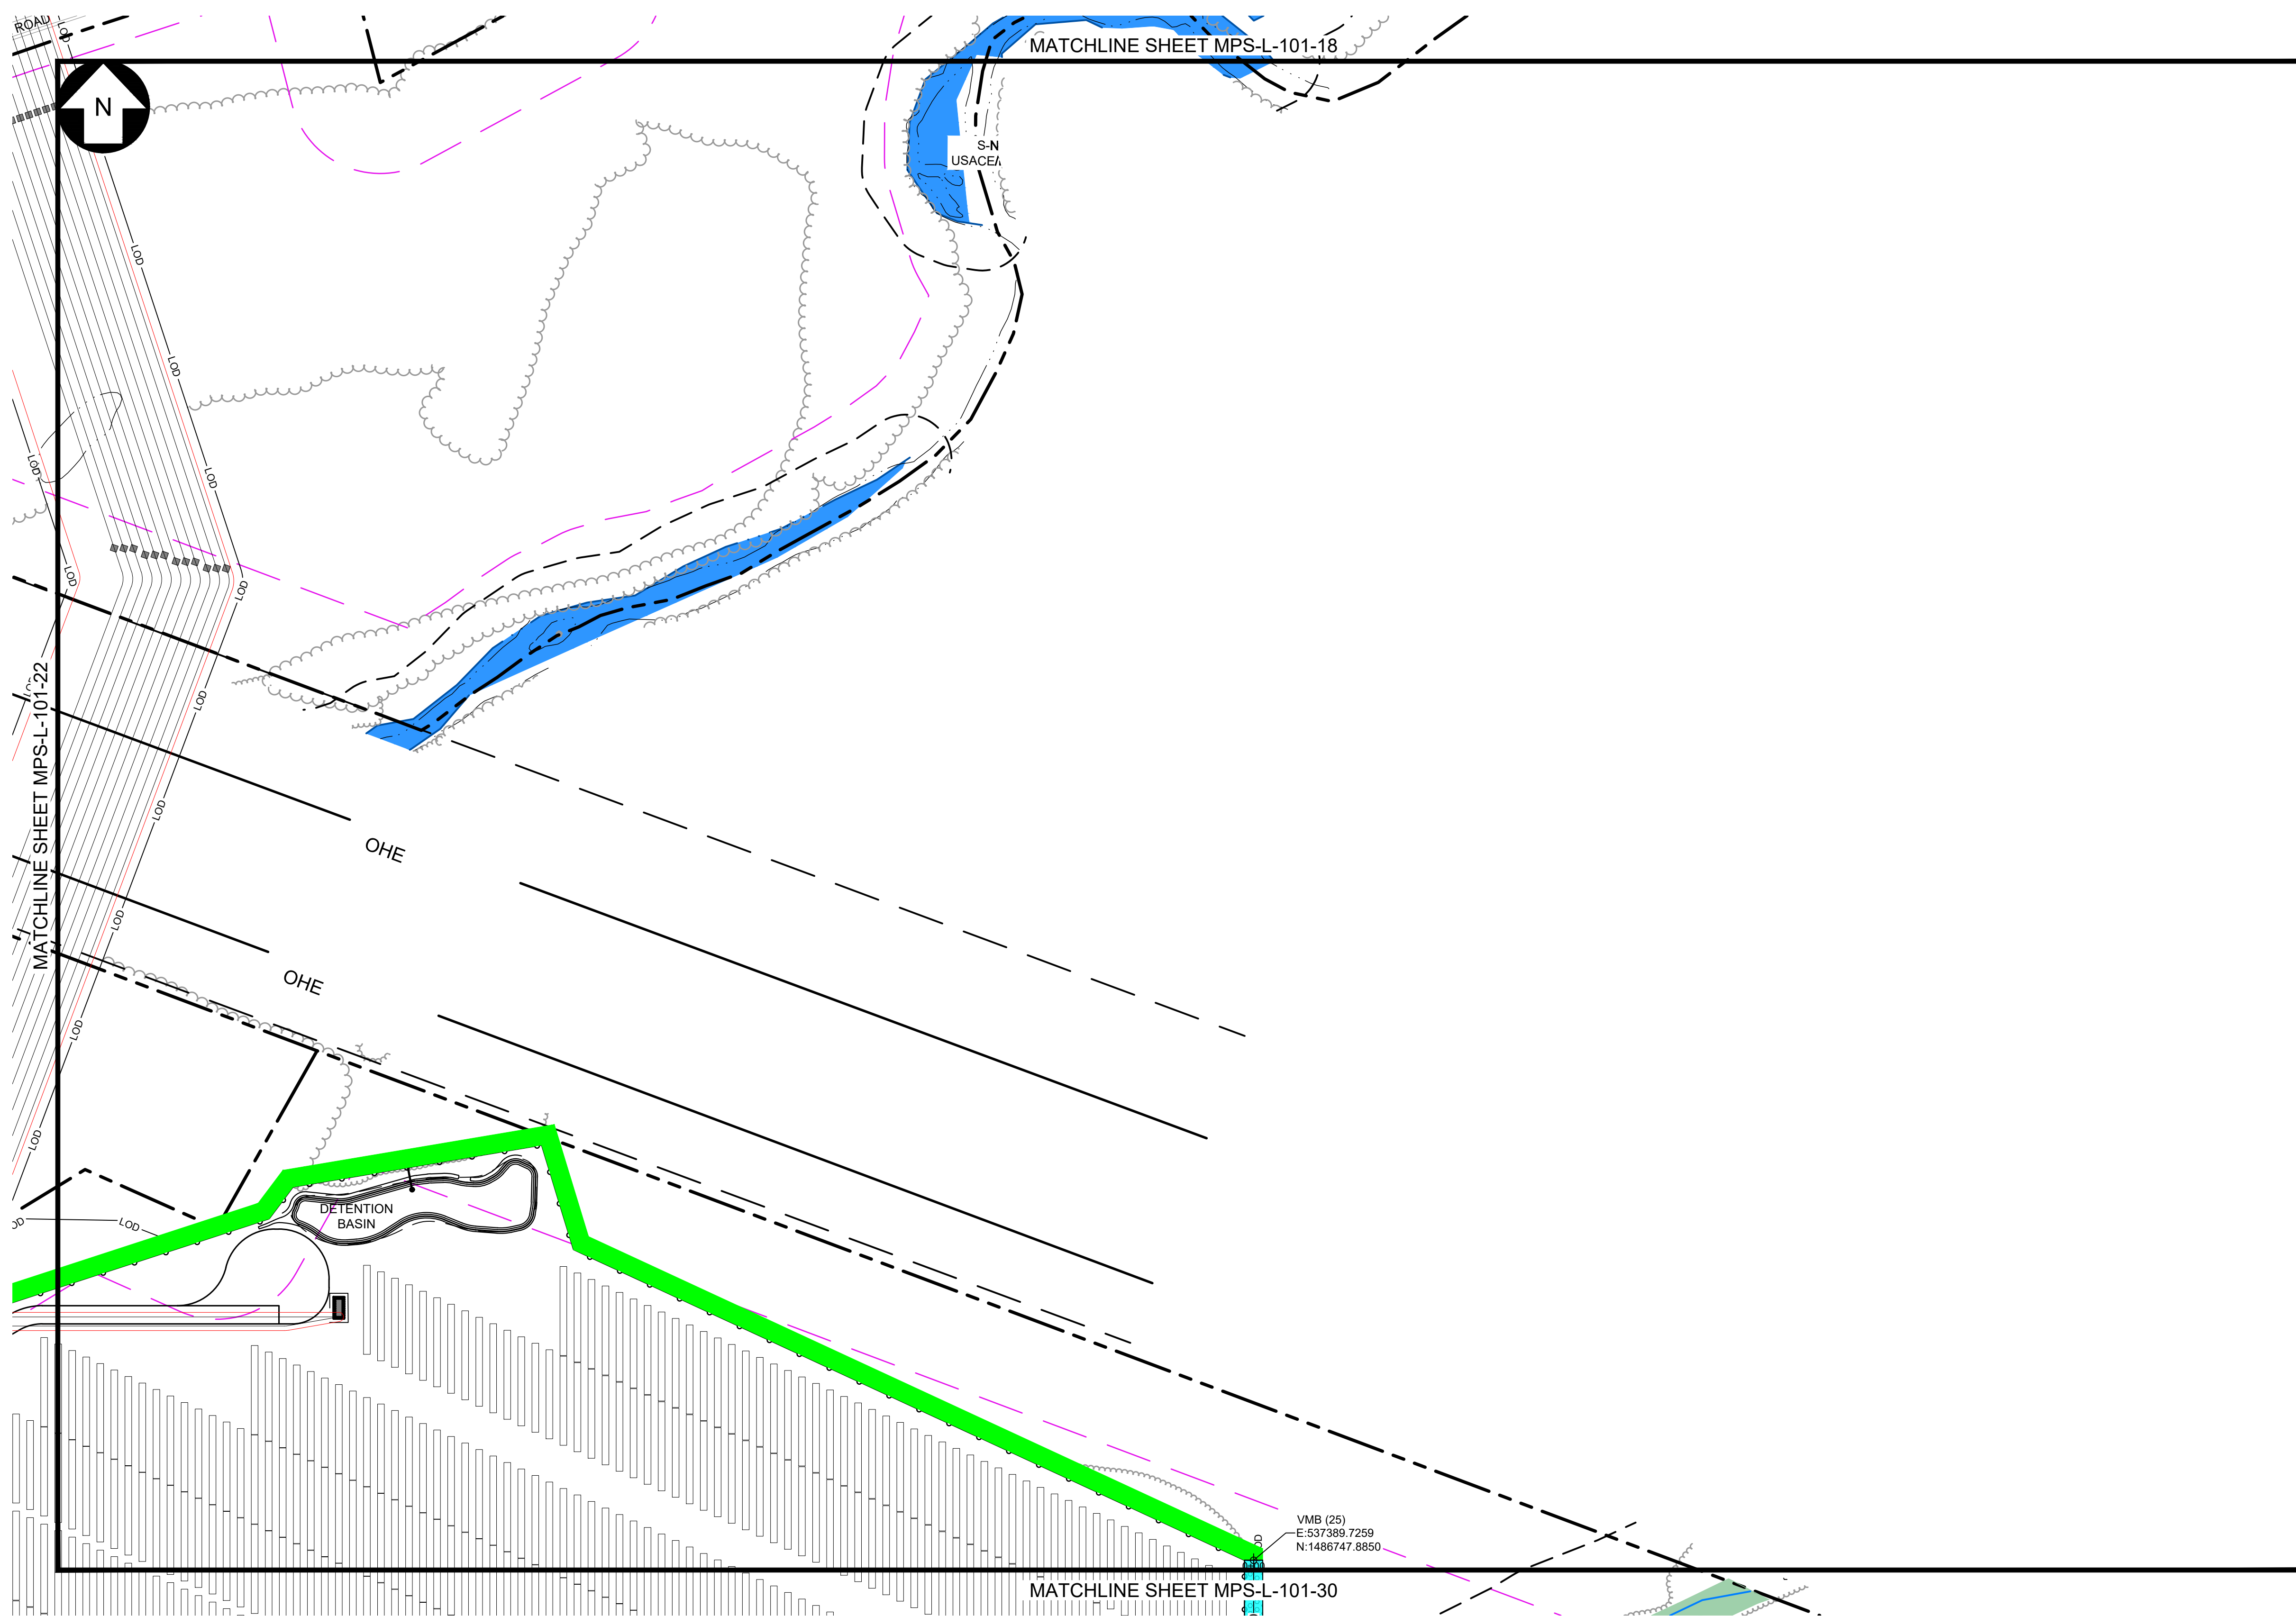 ROAD
LOD
MATCHLINE SHEET MPS-L-101-18
N
S-N
USACE/
LOD
LOD
LOD
LOD
LOD
LOD
LOD
MATCHLINE SHEET MPS-L-101-22
LOD
OHE
LOD
OHE
LOD
LOD
DETENTION
BASIN
LOD
VMB (25)
E:537389.7259
N:1486747.8850
MATCHLINE SHEET MPS-L-101-30